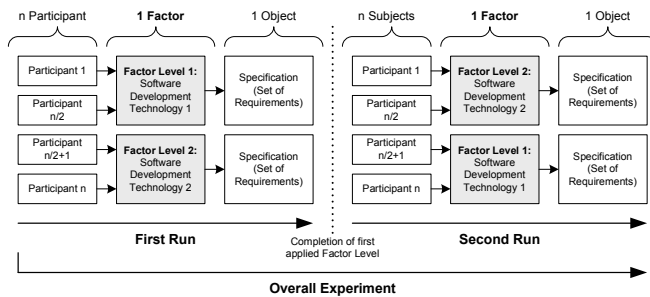 n Participant
1 Factor
1 Object
Participant 1
Participant
n/2
Participant
n/2+1
Participant n
Factor Level 1:
Software
Development
Technology 1
Factor Level 2:
Software
Development
Technology 2
Specification
(Set of
Requirements)
Specification
(Set of
Requirements)
First Run
Completion of first
applied Factor Level
n Subjects
1 Factor
1 Object
Participant 1
Participant
n/2
Participant
n/2+1
Participant n
Factor Level 2:
Software
Development
Technology 2
Factor Level 1:
Software
Development
Technology 1
Specification
(Set of
Requirements)
Specification
(Set of
Requirements)
Second Run
Overall Experiment